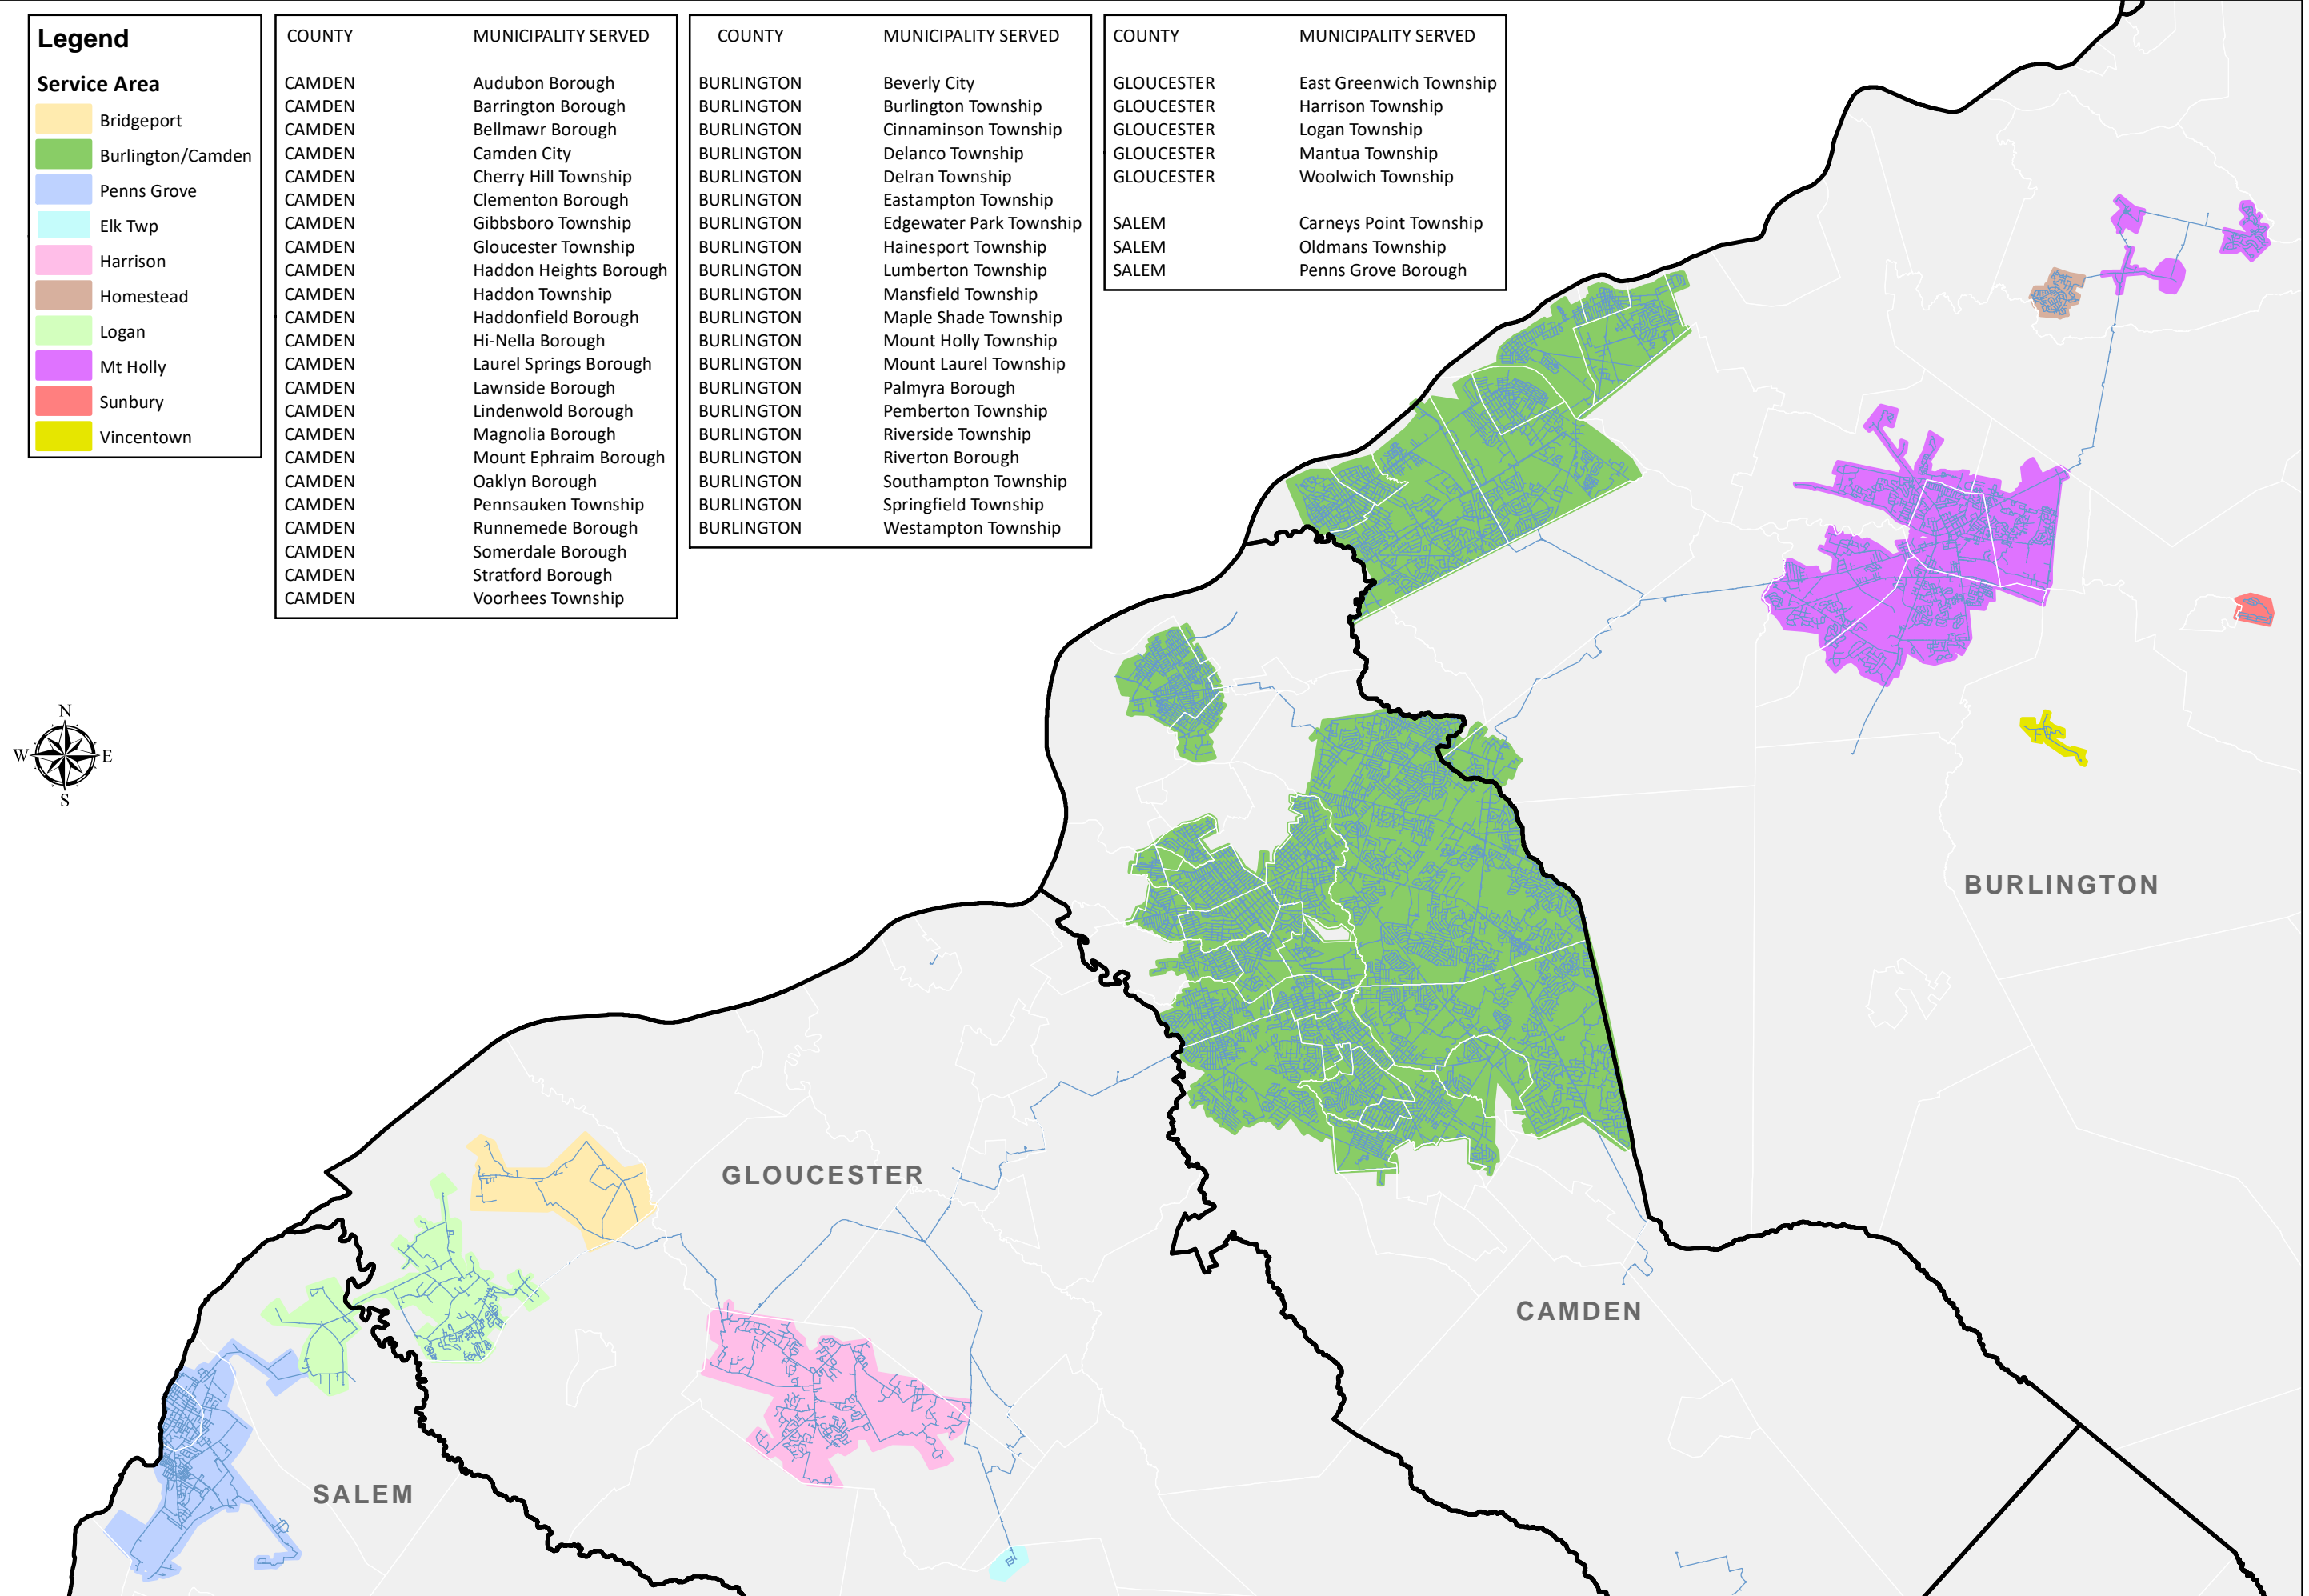 Legend
Service Area
Bridgeport
Burlington/Camden
Penns Grove
Elk Twp
Harrison
Homestead
Logan
Mt Holly
Sunbury
Vincentown
COUNTY MUNICIPALITY SERVED
CAMDEN Audubon Borough
CAMDEN Barrington Borough
CAMDEN Bellmawr Borough
CAMDEN Camden City
CAMDEN Cherry Hill Township
CAMDEN Clementon Borough
CAMDEN Gibbsboro Township
CAMDEN Gloucester Township
CAMDEN Haddon Heights Borough
CAMDEN Haddon Township
CAMDEN Haddonfield Borough
CAMDEN Hi-Nella Borough
CAMDEN Laurel Springs Borough
CAMDEN Lawnside Borough
CAMDEN Lindenwold Borough
CAMDEN Magnolia Borough
CAMDEN Mount Ephraim Borough
CAMDEN Oaklyn Borough
CAMDEN Pennsauken Township
CAMDEN Runnemede Borough
CAMDEN Somerdale Borough
CAMDEN Stratford Borough
CAMDEN Voorhees Township
COUNTY MUNICIPALITY SERVED
BURLINGTON Beverly City
BURLINGTON Burlington Township
BURLINGTON Cinnaminson Township
BURLINGTON Delanco Township
BURLINGTON Delran Township
BURLINGTON Eastampton Township
BURLINGTON Edgewater Park Township
BURLINGTON Hainesport Township
BURLINGTON Lumberton Township
BURLINGTON Mansfield Township
BURLINGTON Maple Shade Township
BURLINGTON Mount Holly Township
BURLINGTON Mount Laurel Township
BURLINGTON Palmyra Borough
BURLINGTON Pemberton Township
BURLINGTON Riverside Township
BURLINGTON Riverton Borough
BURLINGTON Southampton Township
BURLINGTON Springfield Township
BURLINGTON Westampton Township
COUNTY MUNICIPALITY SERVED
GLOUCESTER East Greenwich Township
GLOUCESTER Harrison Township
GLOUCESTER Logan Township
GLOUCESTER Mantua Township
GLOUCESTER Woolwich Township
SALEM Carneys Point Township
SALEM Oldmans Township
SALEM Penns Grove Borough
N
W E
S
BURLINGTON
GLOUCESTER
CAMDEN
SALEM